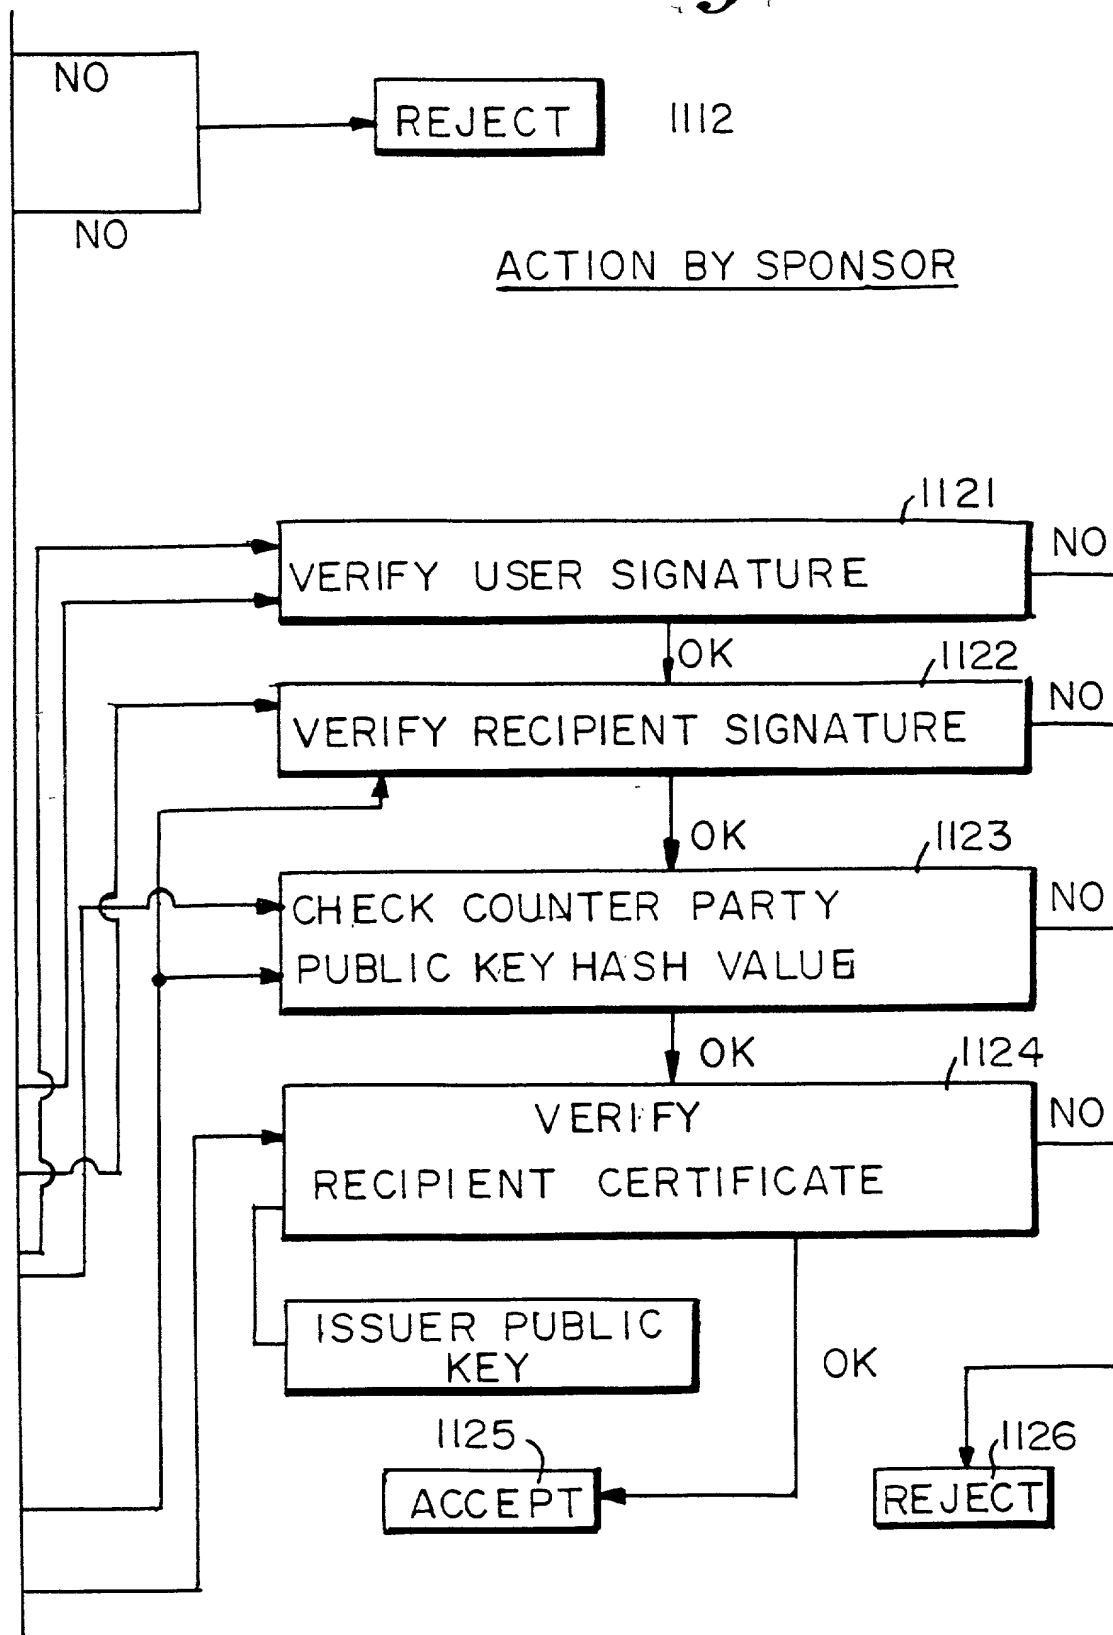 NO
REJECT 1112
NO
ACTION BY SPONSOR
1121
VERIFY USER SIGNATURE
NO
OK
1122
VERIFY RECIPIENT SIGNATURE
NO
OK
1123
CHECK COUNTER PARTY
PUBLIC KEY HASH VALUE
NO
OK
1124
VERIFY
RECIPIENT CERTIFICATE
NO
ISSUER PUBLIC
KEY
OK
1125
ACCEPT
1126
REJECT